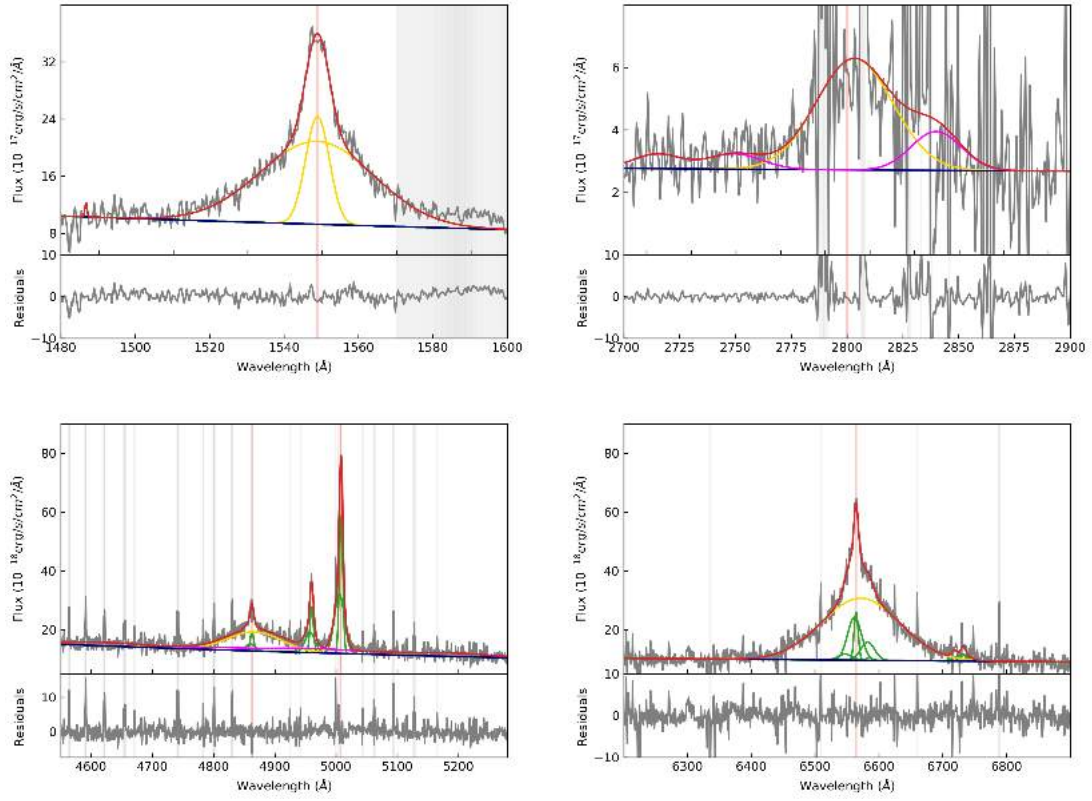 Flux (10 ¹⁷erg/s/cm²/Å)
32
24
16
8
Residuals
10
0
−10
1480 1500 1520 1540 1560 1580 1600
Wavelength (Å)
Flux (10 ¹⁷erg/s/cm²/Å)
6
4
2
Residuals
10
0
−10
2700 2725 2750 2775 2800 2825 2850 2875 2900
Wavelength (Å)
Flux (10 ¹⁸erg/s/cm²/Å)
80
60
40
20
Residuals
10
0
4600 4700 4800 4900 5000 5100 5200
Wavelength (Å)
Flux (10 ¹⁸erg/s/cm²/Å)
80
60
40
20
Residuals
10
0
−10
6300 6400 6500 6600 6700 6800
Wavelength (Å)